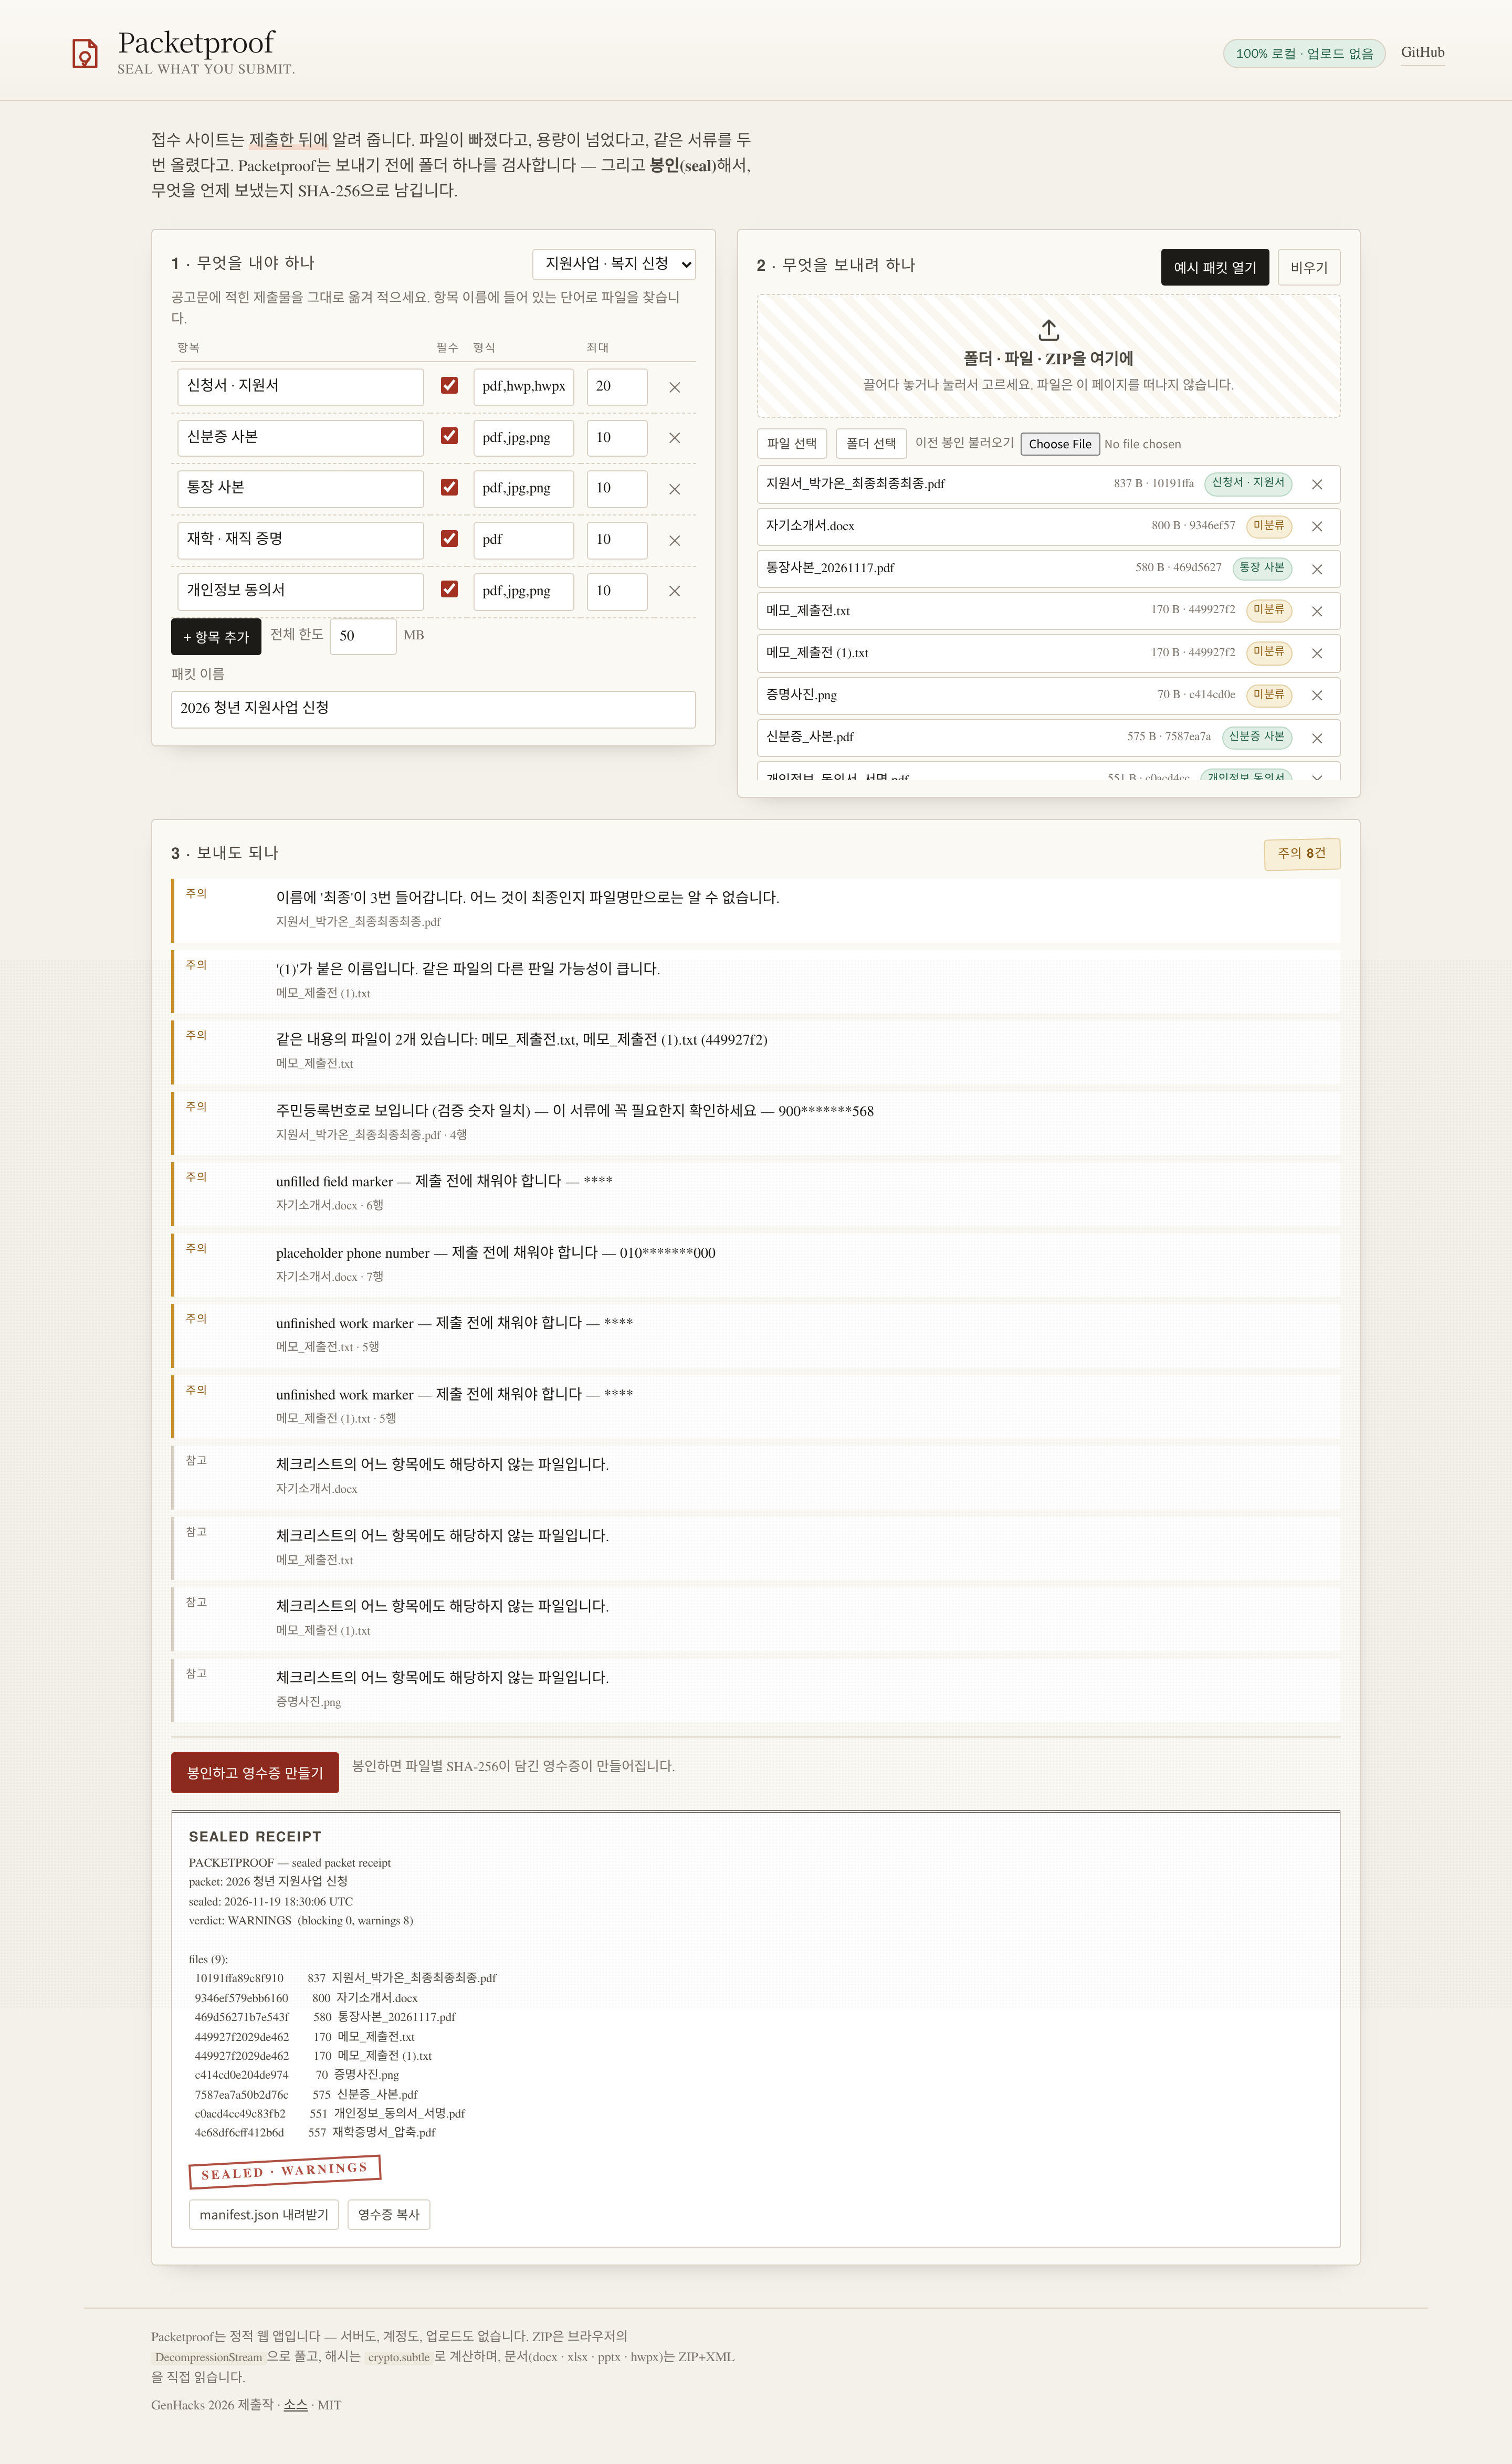 Packetproof
SEAL WHAT YOU SUBMIT.
100% 로컬 · 업로드 없음
GitHub
접수 사이트는 제출한 뒤에 알려 줍니다. 파일이 빠졌다고, 용량이 넘었다고, 같은 서류를 두
번 올렸다고. Packetproof는 보내기 전에 폴더 하나를 검사합니다 — 그리고 봉인(seal)해서,
무엇을 언제 보냈는지 SHA-256으로 남깁니다.
1 · 무엇을 내야 하나
지원사업 · 복지 신청
공고문에 적힌 제출물을 그대로 옮겨 적으세요. 항목 이름에 들어 있는 단어로 파일을 찾습니
다.
항목 필수 형식 최대
신청서 · 지원서 pdf,hwp,hwpx 20
신분증 사본 pdf,jpg,png 10
통장 사본 pdf,jpg,png 10
재학 · 재직 증명 pdf 10
개인정보 동의서 pdf,jpg,png 10
+ 항목 추가 전체 한도 50 MB
패킷 이름
2026 청년 지원사업 신청
2 · 무엇을 보내려 하나
예시 패킷 열기 비우기
폴더 · 파일 · ZIP을 여기에
끌어다 놓거나 눌러서 고르세요. 파일은 이 페이지를 떠나지 않습니다.
파일 선택 폴더 선택 이전 봉인 불러오기 Choose File No file chosen
지원서_박가온_최종최종최종.pdf 837 B · 10191ffa 신청서 · 지원서
자기소개서.docx 800 B · 9346ef57 미분류
통장사본_20261117.pdf 580 B · 469d5627 통장 사본
메모_제출전.txt 170 B · 449927f2 미분류
메모_제출전 (1).txt 170 B · 449927f2 미분류
증명사진.png 70 B · c414cd0e 미분류
신분증_사본.pdf 575 B · 7587ea7a 신분증 사본
개인정보_동의서_서명.pdf 551 B · c0acd4cc 개인정보 동의서
3 · 보내도 되나
주의 8건
주의 이름에 '최종'이 3번 들어갑니다. 어느 것이 최종인지 파일명만으로는 알 수 없습니다.
지원서_박가온_최종최종최종.pdf
주의 '(1)'가 붙은 이름입니다. 같은 파일의 다른 판일 가능성이 큽니다.
메모_제출전 (1).txt
주의 같은 내용의 파일이 2개 있습니다: 메모_제출전.txt, 메모_제출전 (1).txt (449927f2)
메모_제출전.txt
주의 주민등록번호로 보입니다 (검증 숫자 일치) — 이 서류에 꼭 필요한지 확인하세요 — 900*******568
지원서_박가온_최종최종최종.pdf · 4행
주의 unfilled field marker — 제출 전에 채워야 합니다 — ****
자기소개서.docx · 6행
주의 placeholder phone number — 제출 전에 채워야 합니다 — 010*******000
자기소개서.docx · 7행
주의 unfinished work marker — 제출 전에 채워야 합니다 — ****
메모_제출전.txt · 5행
주의 unfinished work marker — 제출 전에 채워야 합니다 — ****
메모_제출전 (1).txt · 5행
참고 체크리스트의 어느 항목에도 해당하지 않는 파일입니다.
자기소개서.docx
참고 체크리스트의 어느 항목에도 해당하지 않는 파일입니다.
메모_제출전.txt
참고 체크리스트의 어느 항목에도 해당하지 않는 파일입니다.
메모_제출전 (1).txt
참고 체크리스트의 어느 항목에도 해당하지 않는 파일입니다.
증명사진.png
봉인하고 영수증 만들기 봉인하면 파일별 SHA-256이 담긴 영수증이 만들어집니다.
SEALED RECEIPT
PACKETPROOF — sealed packet receipt
packet: 2026 청년 지원사업 신청
sealed: 2026-11-19 18:30:06 UTC
verdict: WARNINGS (blocking 0, warnings 8)
files (9):
10191ffa89c8f910 837 지원서_박가온_최종최종최종.pdf
9346ef579ebb6160 800 자기소개서.docx
469d56271b7e543f 580 통장사본_20261117.pdf
449927f2029de462 170 메모_제출전.txt
449927f2029de462 170 메모_제출전 (1).txt
c414cd0e204de974 70 증명사진.png
7587ea7a50b2d76c 575 신분증_사본.pdf
c0acd4cc49c83fb2 551 개인정보_동의서_서명.pdf
4e68df6cff412b6d 557 재학증명서_압축.pdf
SEALED · WARNINGS
manifest.json 내려받기 영수증 복사
Packetproof는 정적 웹 앱입니다 — 서버도, 계정도, 업로드도 없습니다. ZIP은 브라우저의
DecompressionStream 으로 풀고, 해시는 crypto.subtle 로 계산하며, 문서(docx · xlsx · pptx · hwpx)는 ZIP+XML
을 직접 읽습니다.
GenHacks 2026 제출작 · 소스 · MIT